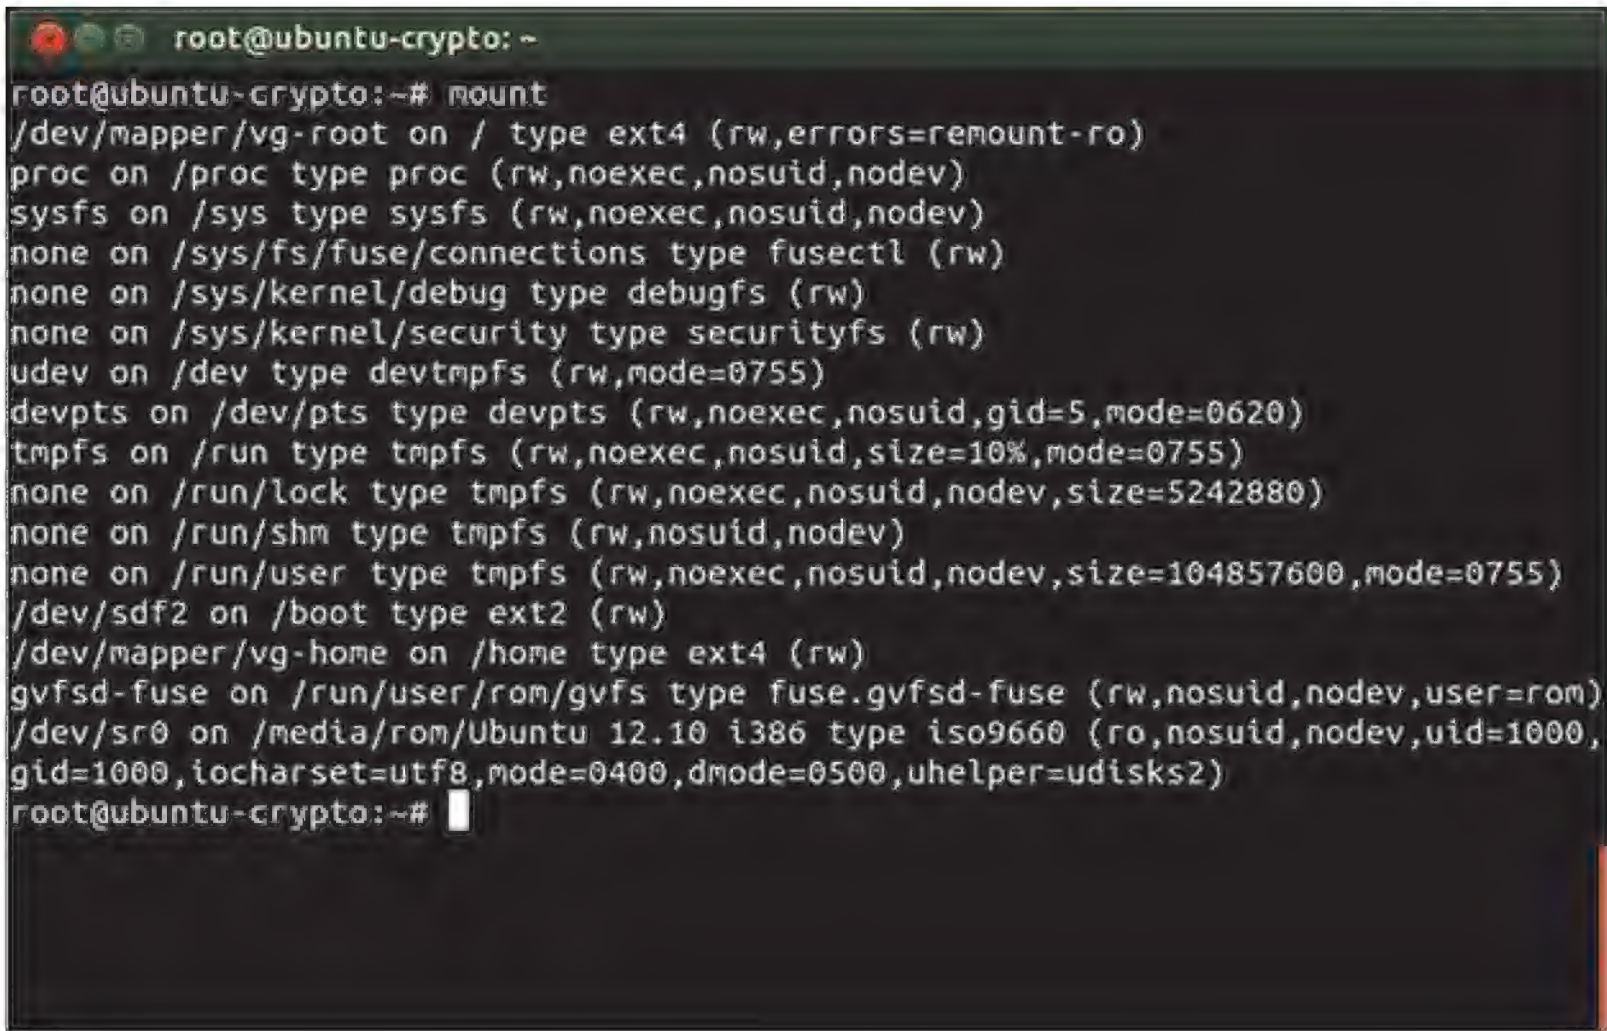 root@ubuntu-crypto: ~
root@ubuntu-crypto:~# mount
/dev/mapper/vg-root on / type ext4 (rw,errors=remount-ro)
proc on /proc type proc (rw,noexec,nosuid,nodev)
sysfs on /sys type sysfs (rw,noexec,nosuid,nodev)
none on /sys/fs/fuse/connections type fusectl (rw)
none on /sys/kernel/debug type debugfs (rw)
none on /sys/kernel/security type securityfs (rw)
udev on /dev type devtmpfs (rw,mode=0755)
devpts on /dev/pts type devpts (rw,noexec,nosuid,gid=5,mode=0620)
tmpfs on /run type tmpfs (rw,noexec,nosuid,size=10%,mode=0755)
none on /run/lock type tmpfs (rw,noexec,nosuid,nodev,size=5242880)
none on /run/shm type tmpfs (rw,nosuid,nodev)
none on /run/user type tmpfs (rw,noexec,nosuid,nodev,size=104857600,mode=0755)
/dev/sdf2 on /boot type ext2 (rw)
/dev/mapper/vg-home on /home type ext4 (rw)
gvfsd-fuse on /run/user/rom/gvfs type fuse.gvfsd-fuse (rw,nosuid,nodev,user=rom)
/dev/sr0 on /media/rom/Ubuntu 12.10 i386 type iso9660 (ro,nosuid,nodev,uid=1000,
gid=1000,iocharset=utf8,mode=0400,dmode=0500,uhelper=udisks2)
root@ubuntu-crypto:~#